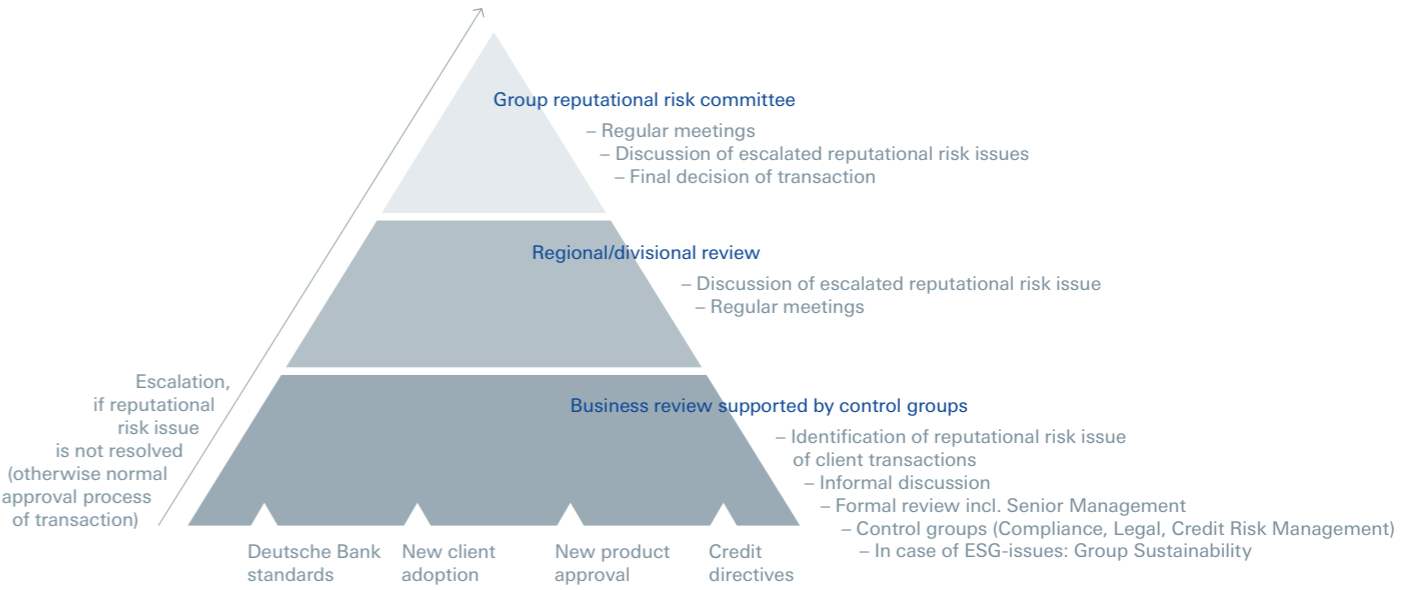 Group reputational risk committee
– Regular meetings
– Discussion of escalated reputational risk issues
– Final decision of transaction
Regional/divisional review
– Discussion of escalated reputational risk issue
– Regular meetings
Escalation,
if reputational
risk issue
is not resolved
(otherwise normal
approval process
of transaction)
Business review supported by control groups
– Identification of reputational risk issue
of client transactions
– Informal discussion
– Formal review incl. Senior Management
– Control groups (Compliance, Legal, Credit Risk Management)
– In case of ESG-issues: Group Sustainability
Deutsche Bank
standards
New client
adoption
New product
approval
Credit
directives